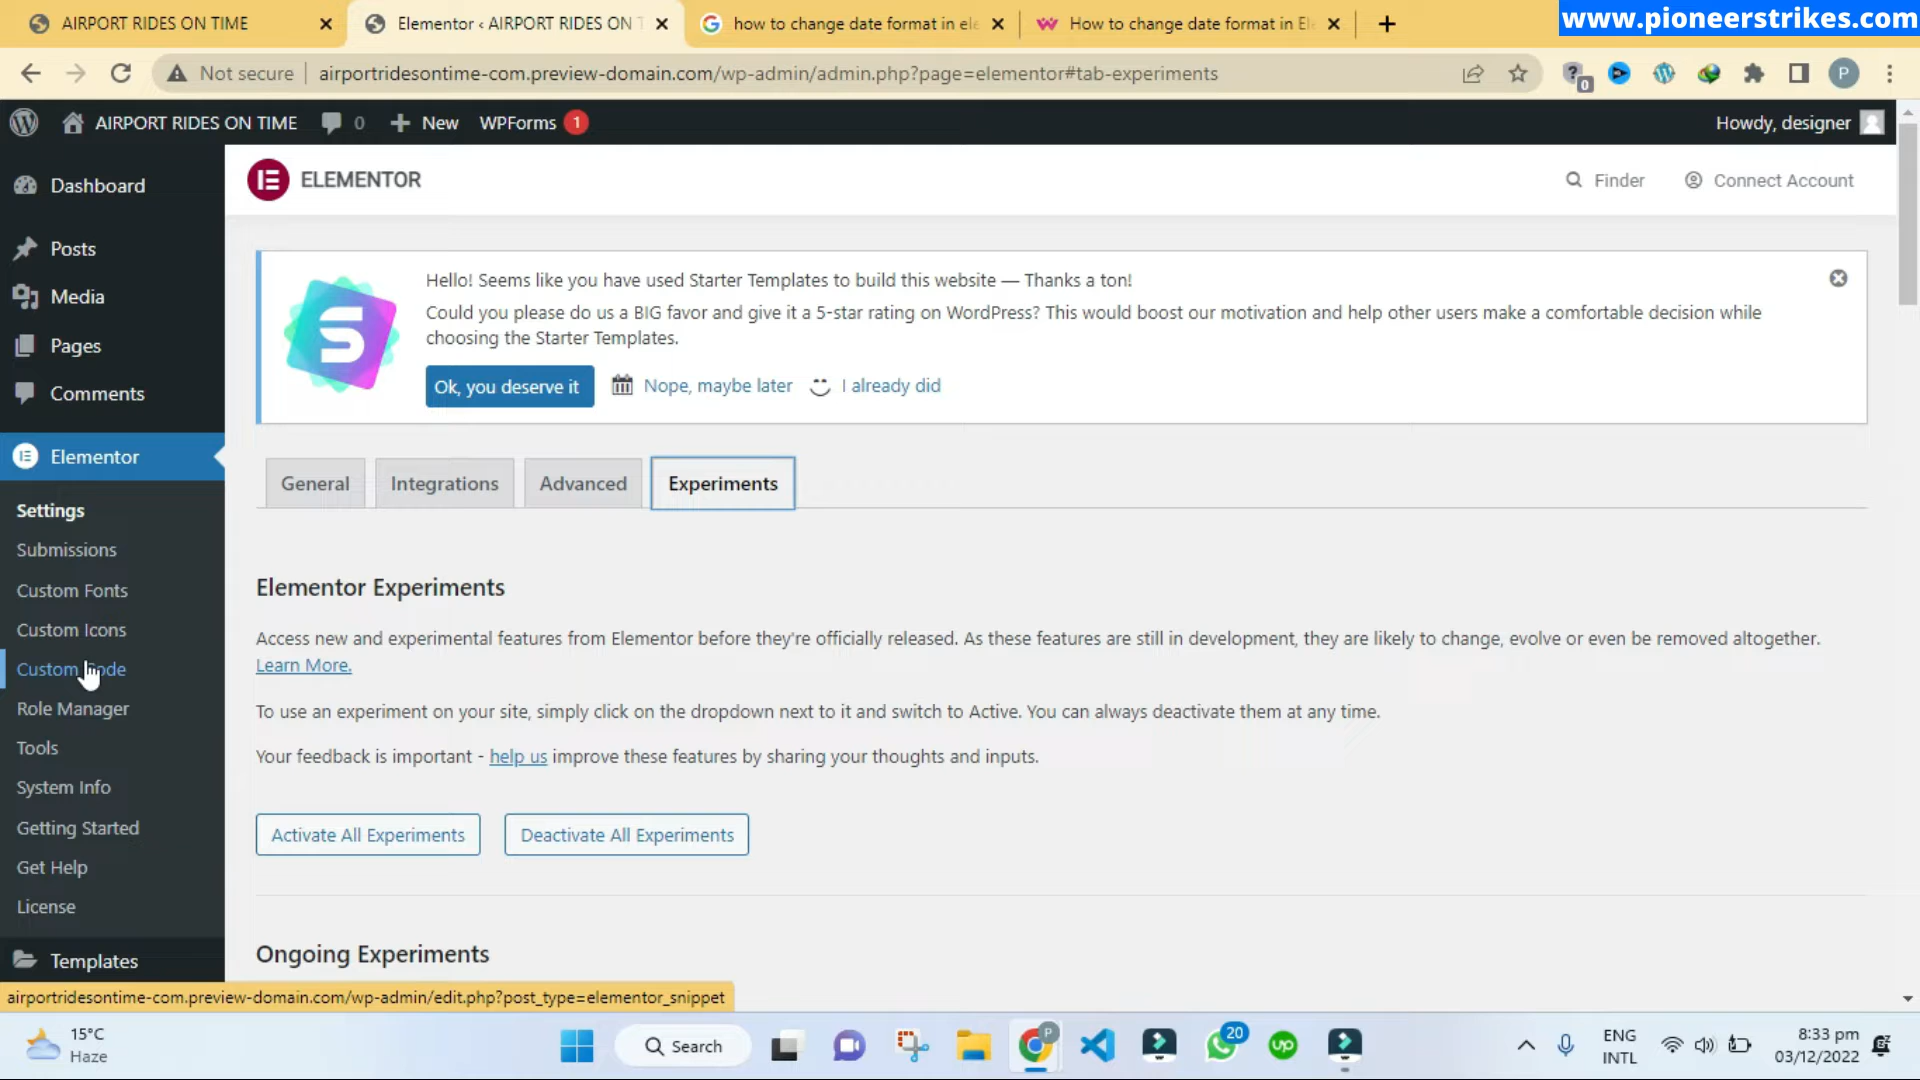 www.pioneerstrikes.com
AIRPORT RIDES ON TIME
Elementor ‹ AIRPORT RIDES ON T
how to change date format in ele
How to change date format in El
Not secure
airportridesontime-com.preview-domain.com/wp-admin/admin.php?page=elementor#tab-experiments
0
P
AIRPORT RIDES ON TIME
0
New
WPForms 1
Howdy, designer
Dashboard
Posts
Media
Pages
Comments
Elementor
Settings
Submissions
Custom Fonts
Custom Icons
Custom Code
Role Manager
Tools
System Info
Getting Started
Get Help
License
Templates
ELEMENTOR
Finder
Connect Account
Hello! Seems like you have used Starter Templates to build this website — Thanks a ton!
Could you please do us a BIG favor and give it a 5-star rating on WordPress? This would boost our motivation and help other users make a comfortable decision while
choosing the Starter Templates.
Ok, you deserve it
Nope, maybe later
I already did
General
Integrations
Advanced
Experiments
Elementor Experiments
Access new and experimental features from Elementor before they're officially released. As these features are still in development, they are likely to change, evolve or even be removed altogether.
Learn More.
To use an experiment on your site, simply click on the dropdown next to it and switch to Active. You can always deactivate them at any time.
Your feedback is important - help us improve these features by sharing your thoughts and inputs.
Activate All Experiments
Deactivate All Experiments
Ongoing Experiments
airportridesontime-com.preview-domain.com/wp-admin/edit.php?post_type=elementor_snippet
15°C
Haze
Search
P
20
up
ENG
INTL
8:33 pm
03/12/2022